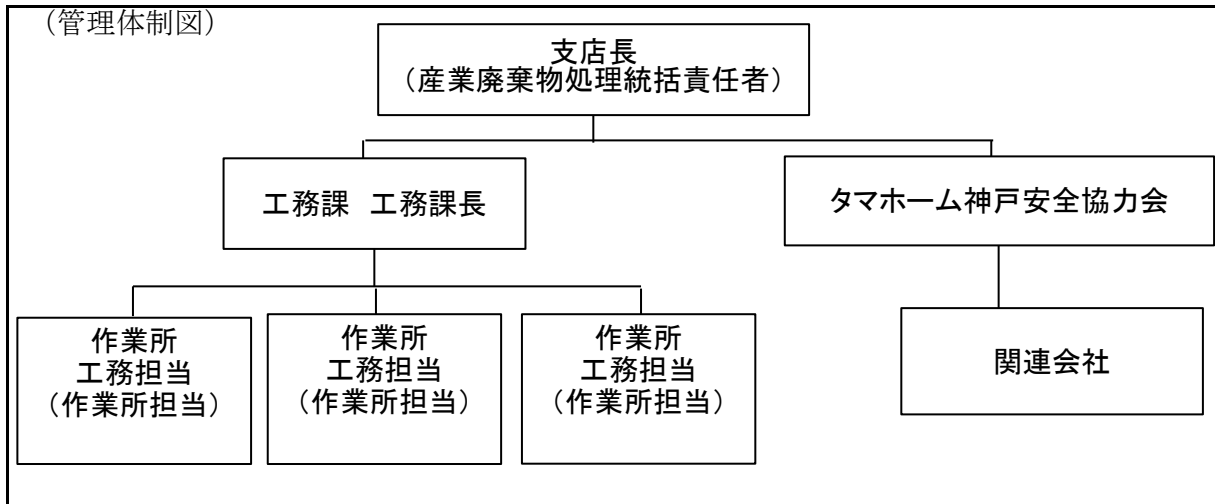 （管理体制図）
支店長
（産業廃棄物処理統括責任者）
工務課　工務課長
タマホーム神戸安全協力会
作業所
工務担当
（作業所担当）
作業所
工務担当
（作業所担当）
作業所
工務担当
（作業所担当）
関連会社